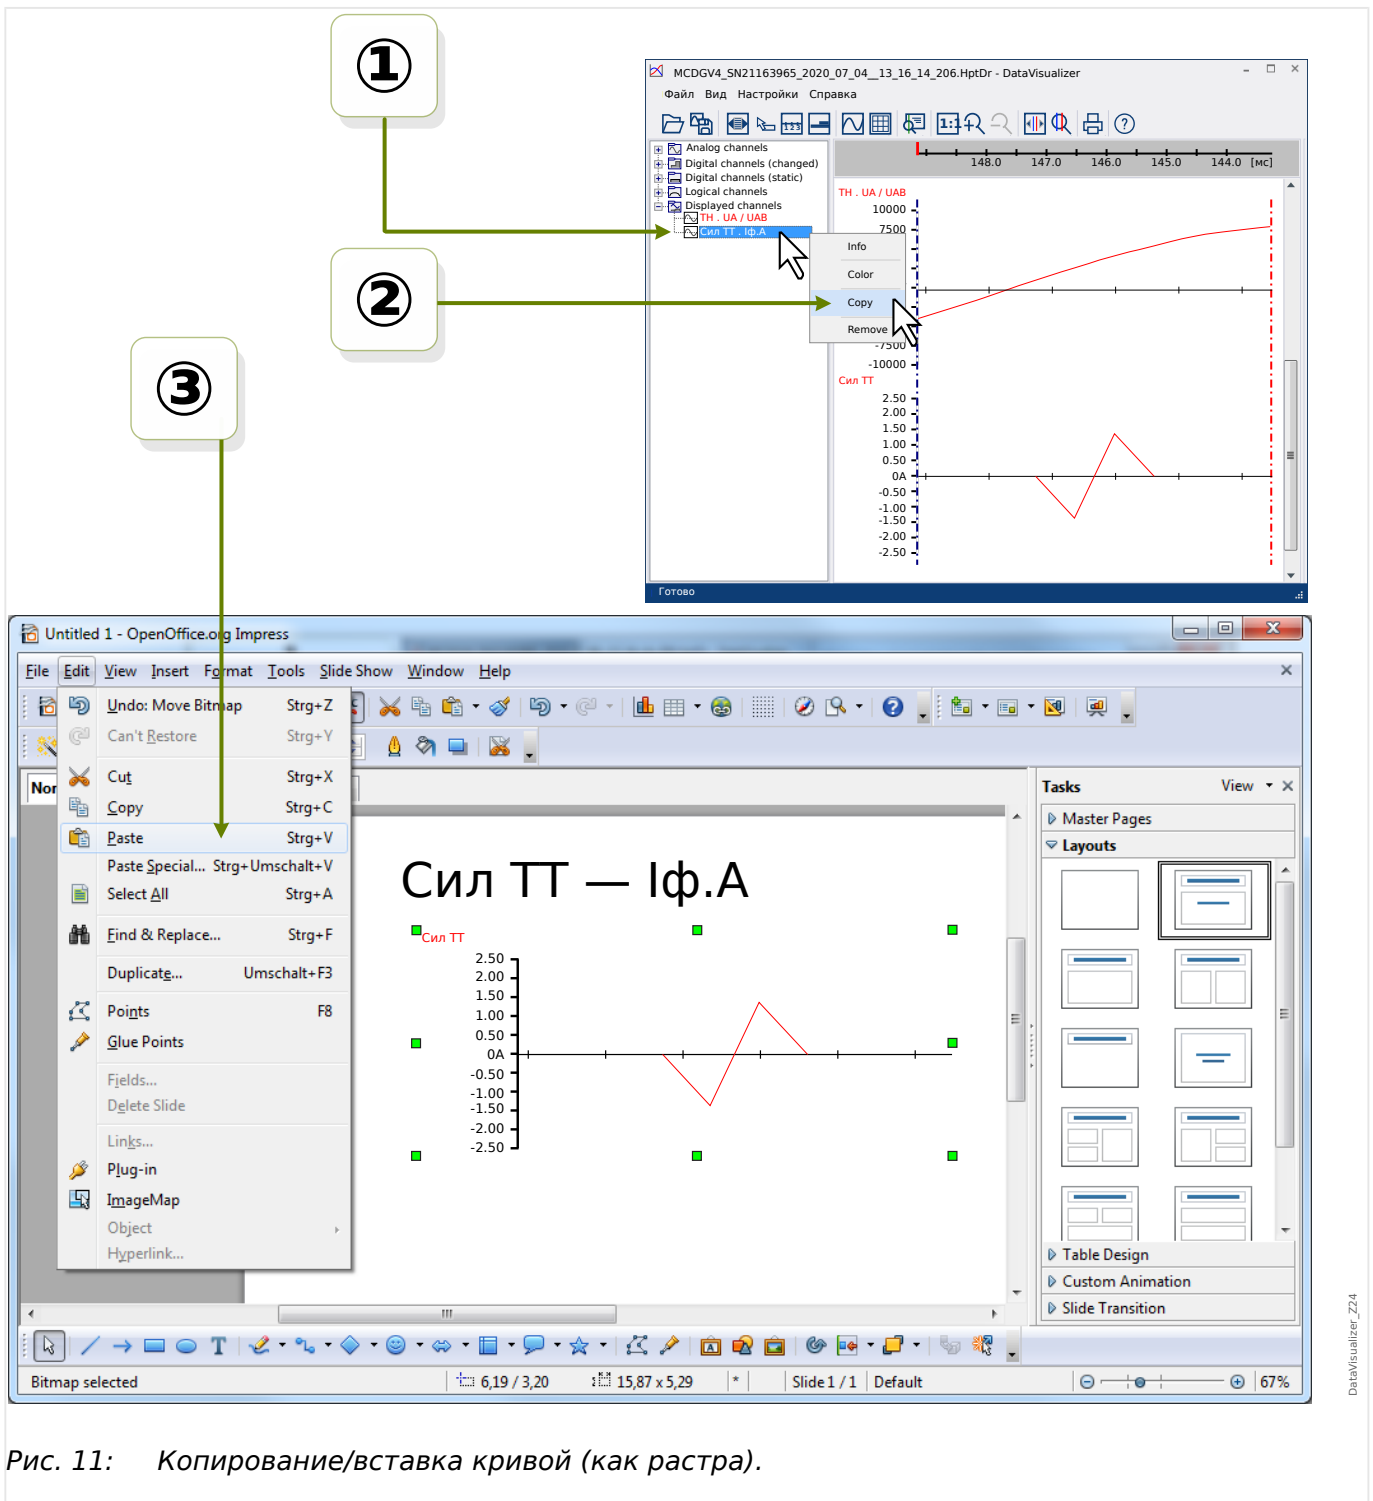 ①
②
③
MCDGV4_SN21163965_2020_07_04__13_16_14_206.HptDr - DataVisualizer
Файл Вид Настройки Справка
123
1:1
Analog channels
Digital channels (changed)
Digital channels (static)
Logical channels
Displayed channels
ТН . UA / UAB
Сил ТТ . Iф.А
148.0 147.0 146.0 145.0 144.0 [мс]
ТН . UA / UAB
10000
7500
Info
Color
Copy
Remove
-7500
-10000
Сил ТТ
2.50
2.00
1.50
1.00
0.50
0А
-0.50
-1.00
-1.50
-2.00
-2.50
Готово
Untitled 1 - OpenOffice.org Impress
File Edit View Insert Format Tools Slide Show Window Help
Undo: Move Bitmap Strg+Z
Can't Restore Strg+Y
Cut Strg+X
Copy Strg+C
Paste Strg+V
Paste Special... Strg+Umschalt+V
Select All Strg+A
Find & Replace... Strg+F
Duplicate... Umschalt+F3
Points F8
Glue Points
Fields...
Delete Slide
Links...
Plug-in
ImageMap
Object
Hyperlink...
Nor
Сил ТТ — Iф.А
Сил ТТ
2.50
2.00
1.50
1.00
0.50
0А
-0.50
-1.00
-1.50
-2.00
-2.50
Tasks View
Master Pages
Layouts
Table Design
Custom Animation
Slide Transition
Bitmap selected 6,19 / 3,20 15,87 x 5,29 * Slide 1 / 1 Default 67%
DataVisualizer_Z24
Рис. 11: Копирование/вставка кривой (как растра).